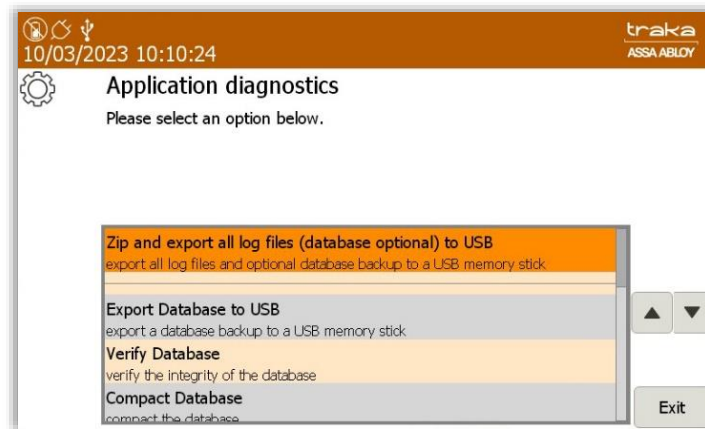 traka
10/03/2023 10:10:24
ASSA ABLOY
Application diagnostics
Please select an option below.
Zip and export all log files (database optional) to USB
export all log files and optional database backup to a USB memory stick
Export Database to USB
export a database backup to a USB memory stick
Verify Database
verify the integrity of the database
Compact Database
compact the database
Exit